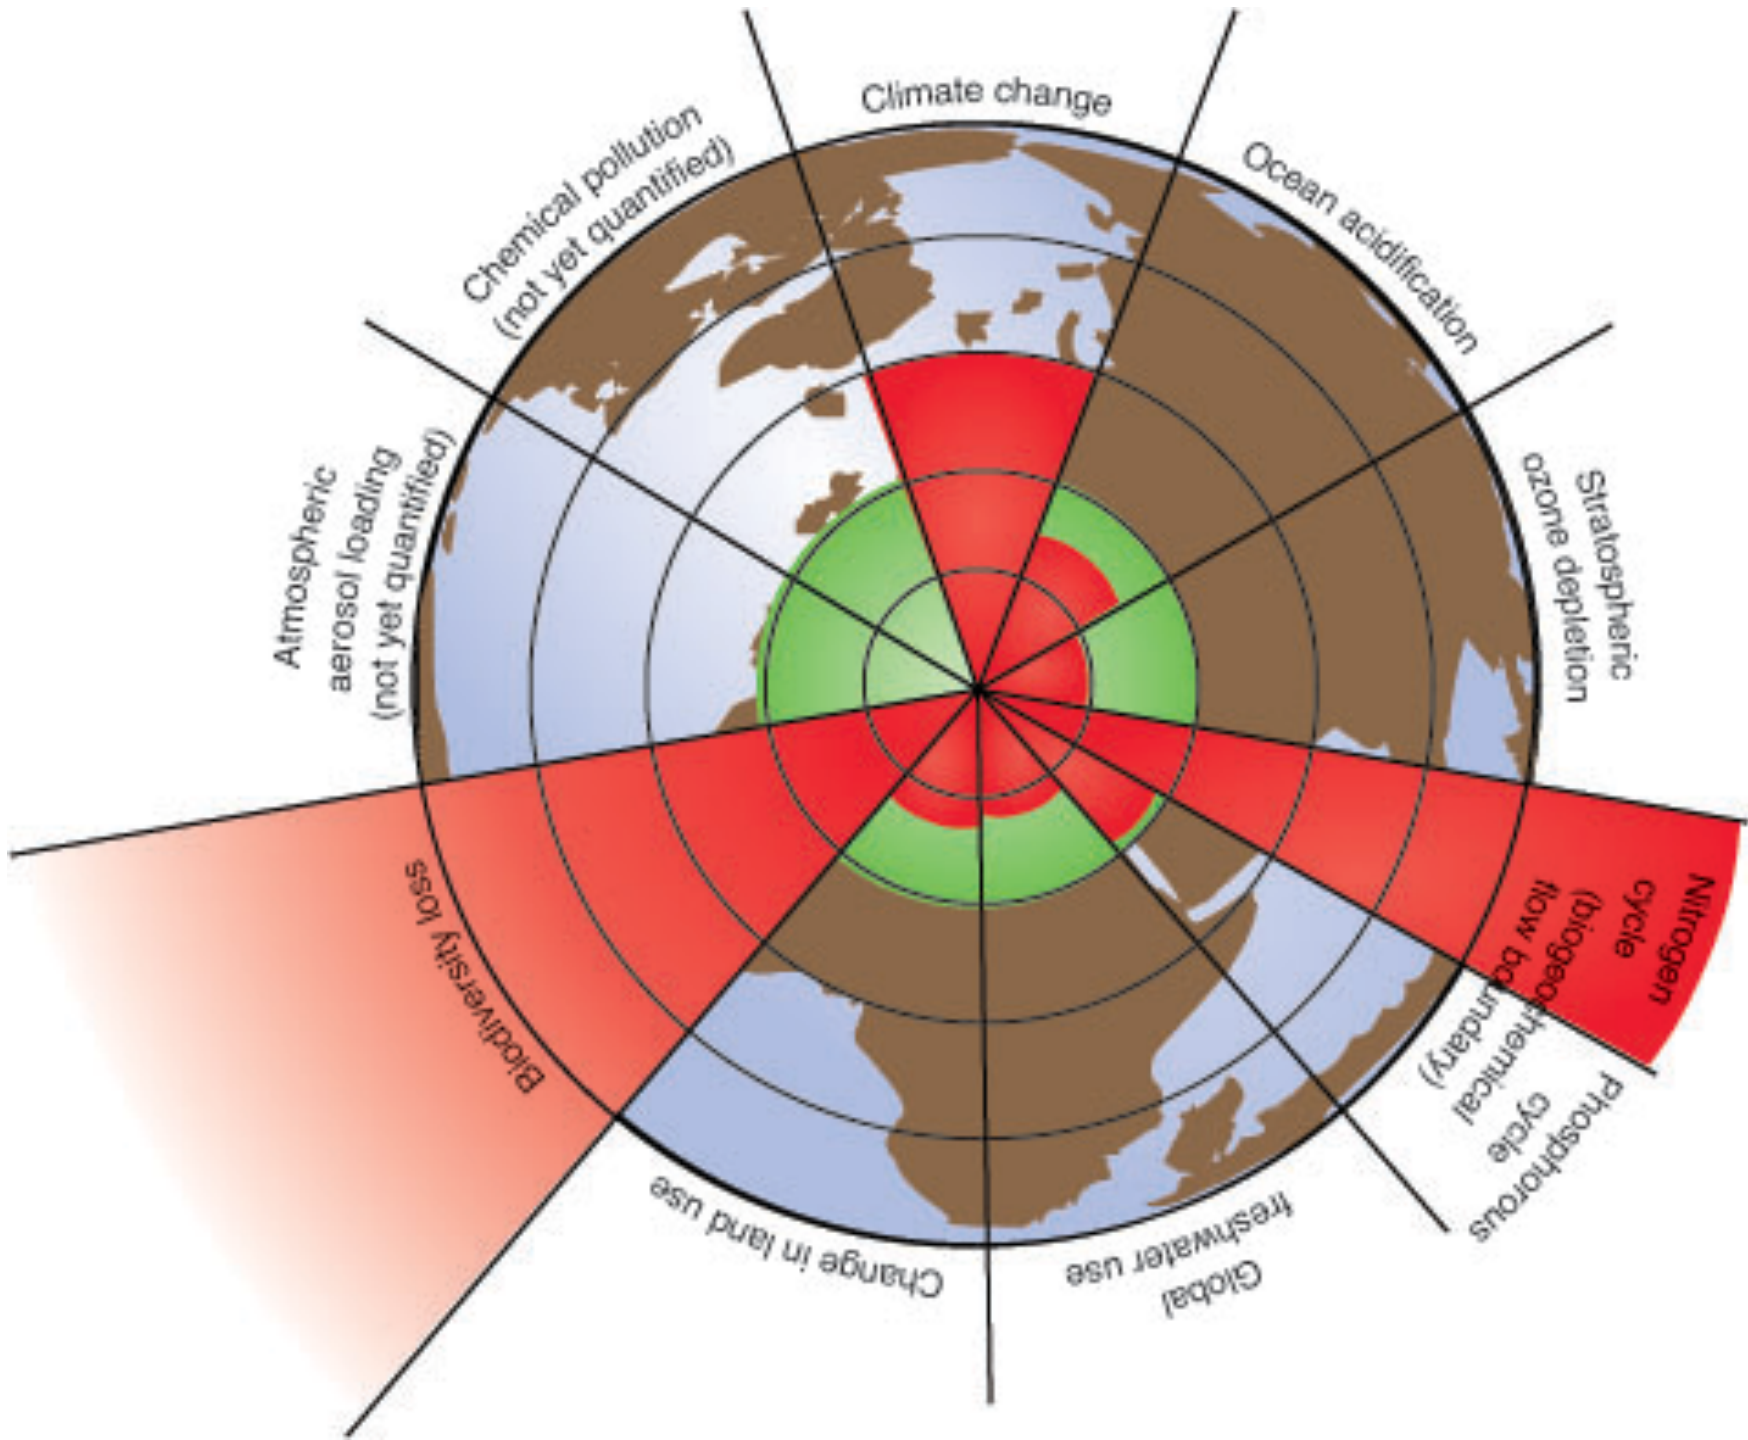 Climate change
Ocean acidification
Stratospheric
ozone depletion
Nitrogen
cycle
(biogeochemical
flow boundary)
Phosphorous
cycle
Global
freshwater use
Change in land use
Biodiversity loss
Atmospheric
aerosol loading
(not yet quantified)
Chemical pollution
(not yet quantified)